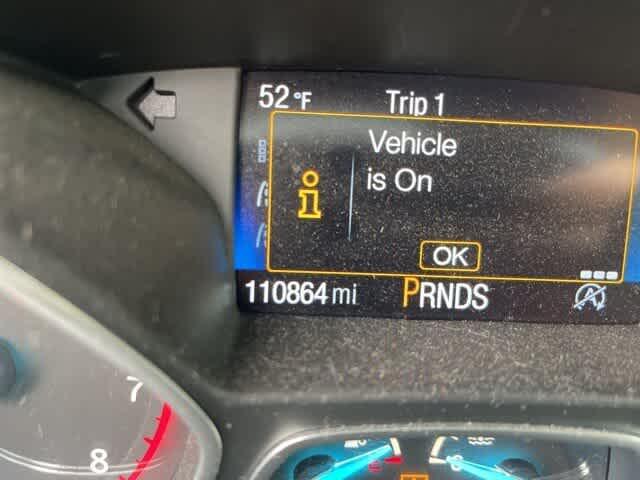 52°F Trip 1
Vehicle
is On
i
OK
110864 mi PRNDS
A
7
8